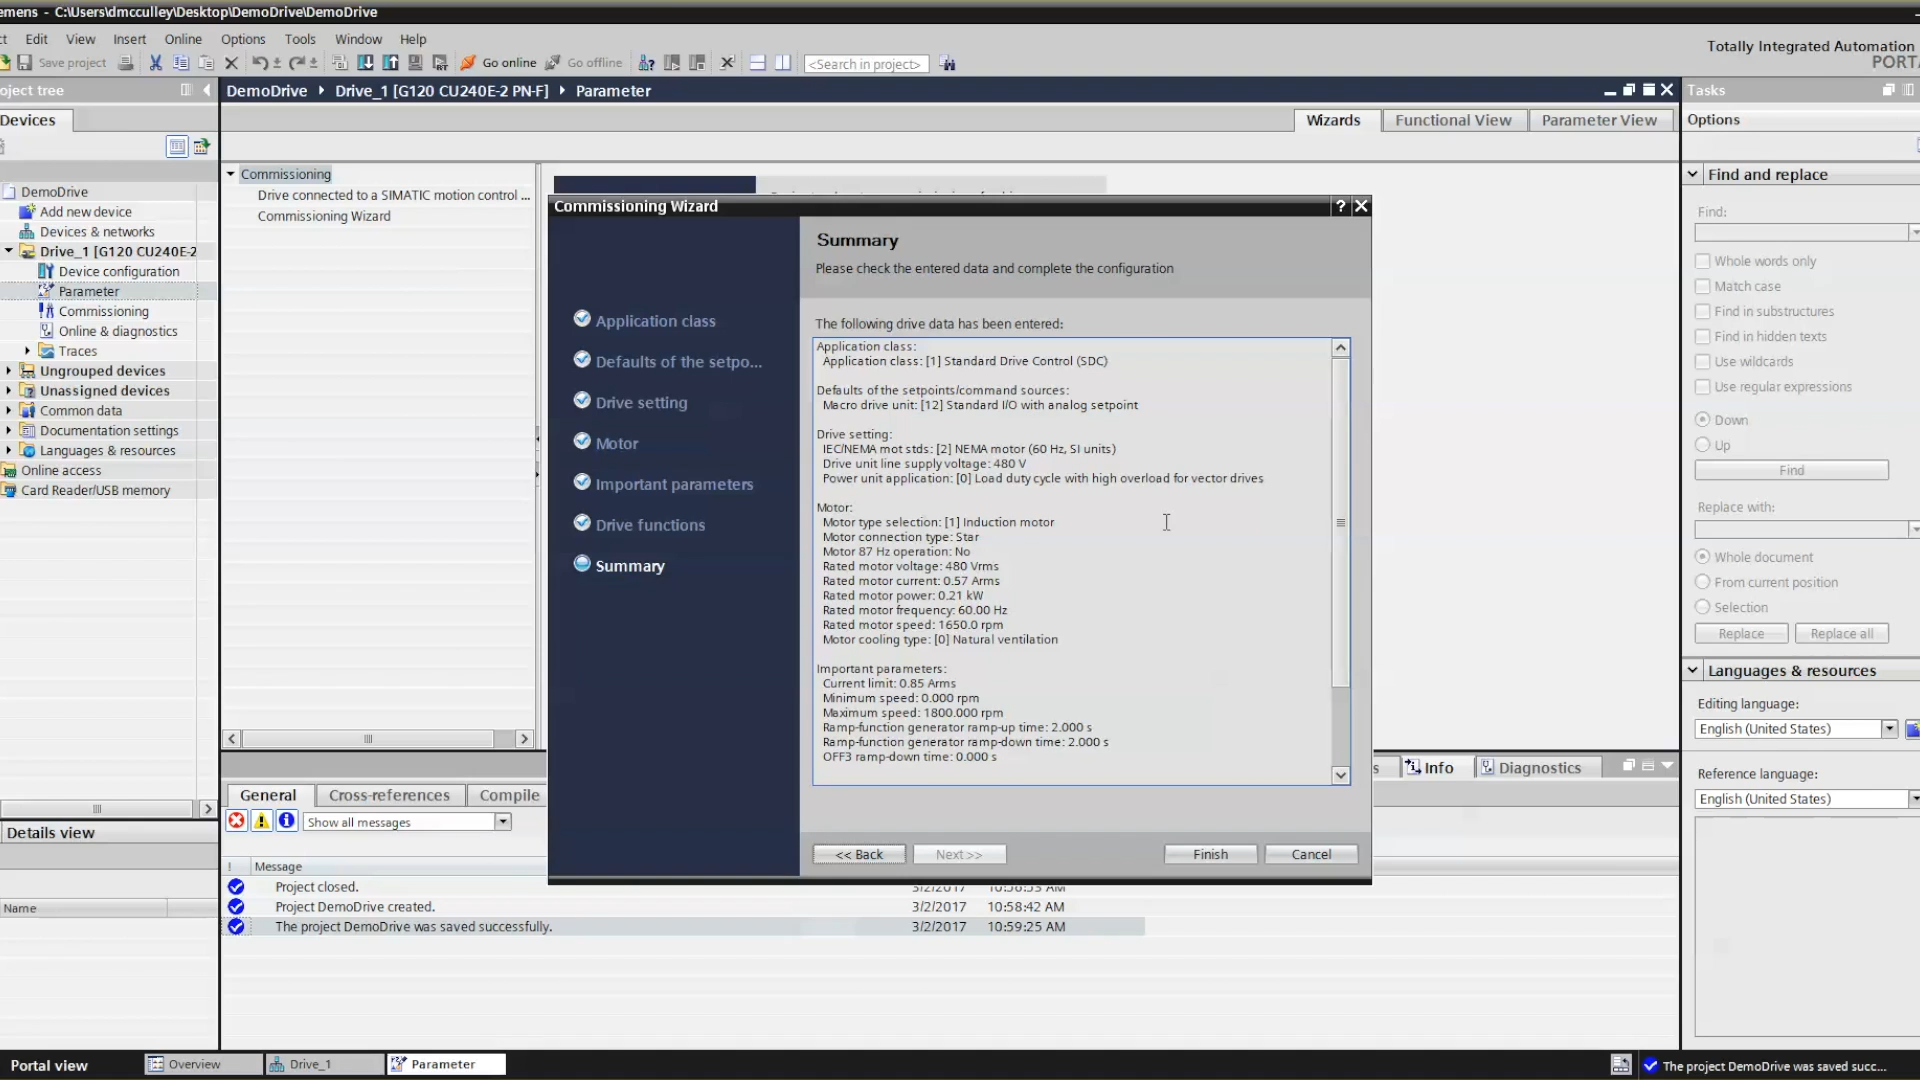 emens - C:\Users\dmcculley\Desktop\DemoDrive\DemoDrive
ct Edit View Insert Online Options Tools Window Help
Totally Integrated Automation
PORTA
Save project Go online Go offline <Search in project>
oject tree
DemoDrive Drive_1 [G120 CU240E-2 PN-F] Parameter
Tasks
Devices
Wizards Functional View Parameter View
Options
Commissioning
Drive connected to a SIMATIC motion control ...
Commissioning Wizard
DemoDrive
Add new device
Devices & networks
Drive_1 [G120 CU240E-2
Device configuration
Parameter
Commissioning
Online & diagnostics
Traces
Ungrouped devices
Unassigned devices
Common data
Documentation settings
Languages & resources
Online access
Card Reader/USB memory
Details view
Name
Commissioning Wizard ?
Application class
Defaults of the setpo...
Drive setting
Motor
Important parameters
Drive functions
Summary
Summary
Please check the entered data and complete the configuration
The following drive data has been entered:
Application class:
Application class: [1] Standard Drive Control (SDC)
Defaults of the setpoints/command sources:
Macro drive unit: [12] Standard I/O with analog setpoint
Drive setting:
IEC/NEMA mot stds: [2] NEMA motor (60 Hz, SI units)
Drive unit line supply voltage: 480 V
Power unit application: [0] Load duty cycle with high overload for vector drives
Motor:
Motor type selection: [1] Induction motor
Motor connection type: Star
Motor 87 Hz operation: No
Rated motor voltage: 480 Vrms
Rated motor current: 0.57 Arms
Rated motor power: 0.21 kW
Rated motor frequency: 60.00 Hz
Rated motor speed: 1650.0 rpm
Motor cooling type: [0] Natural ventilation
Important parameters:
Current limit: 0.85 Arms
Minimum speed: 0.000 rpm
Maximum speed: 1800.000 rpm
Ramp-function generator ramp-up time: 2.000 s
Ramp-function generator ramp-down time: 2.000 s
OFF3 ramp-down time: 0.000 s
<< Back Next >> Finish Cancel
Find and replace
Find:
Whole words only
Match case
Find in substructures
Find in hidden texts
Use wildcards
Use regular expressions
Down
Up
Find
Replace with:
Whole document
From current position
Selection
Replace Replace all
Languages & resources
Editing language:
English (United States)
Reference language:
English (United States)
s Info Diagnostics
General Cross-references Compile
Show all messages
! Message
Project closed. 3/2/2017 10:58:53 AM
Project DemoDrive created. 3/2/2017 10:58:42 AM
The project DemoDrive was saved successfully. 3/2/2017 10:59:25 AM
Portal view Overview Drive_1 Parameter
The project DemoDrive was saved succ...